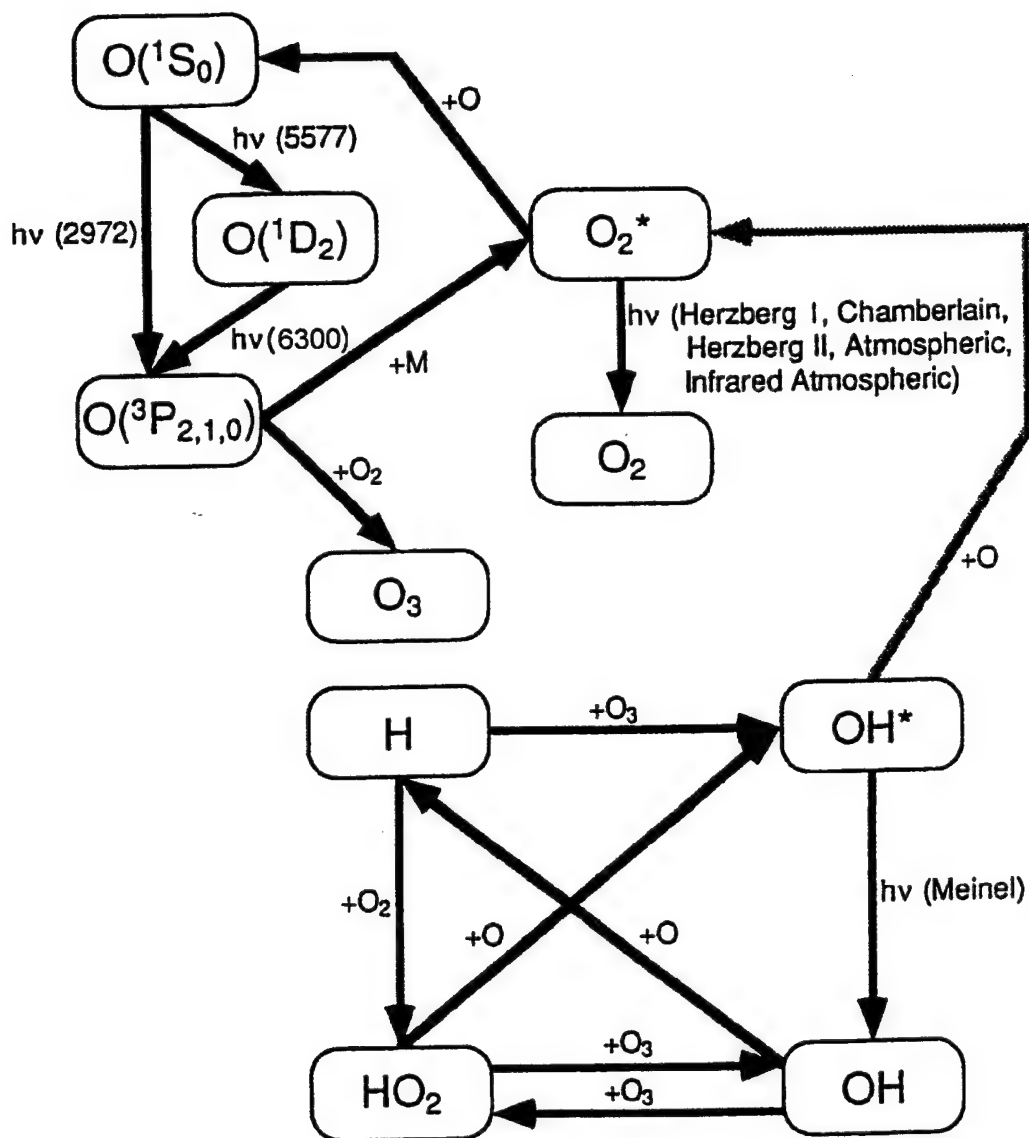 O(¹S₀)
+O
hν (5577)
hν (2972)
O(¹D₂)
O₂*
hν (Herzberg I, Chamberlain,
Herzberg II, Atmospheric,
Infrared Atmospheric)
hν(6300)
+M
O(³P₂,₁,₀)
O₂
+O₂
+O
O₃
H
+O₃
OH*
+O₂
+O
+O
hν (Meinel)
HO₂
+O₃
+O₃
OH